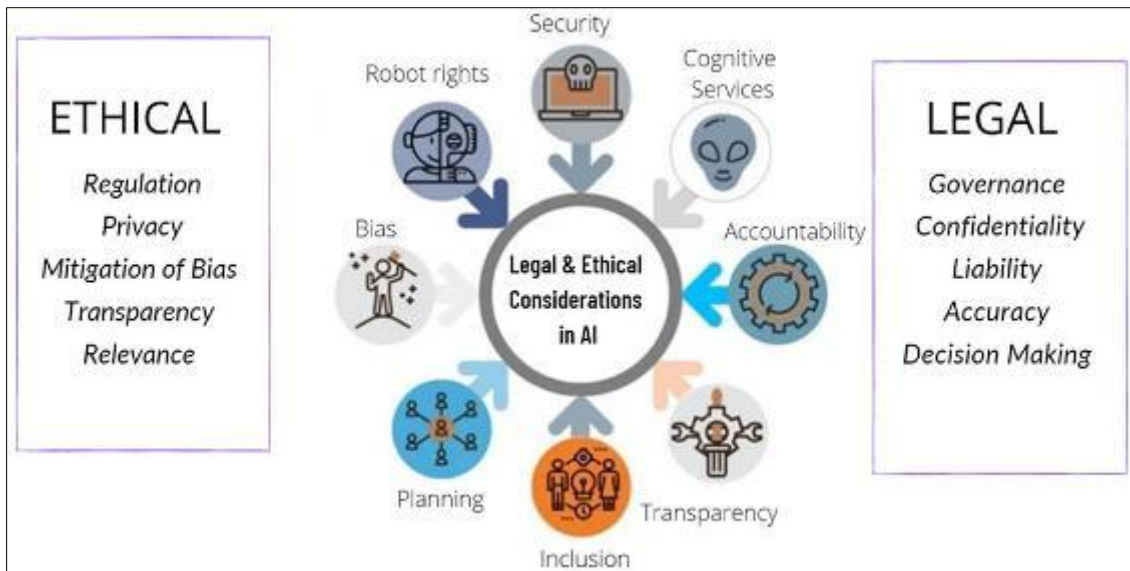 ETHICAL
Regulation
Privacy
Mitigation of Bias
Transparency
Relevance
Security
Robot rights
Cognitive
Services
Bias
Accountability
Legal & Ethical
Considerations
in AI
Planning
Transparency
Inclusion
LEGAL
Governance
Confidentiality
Liability
Accuracy
Decision Making